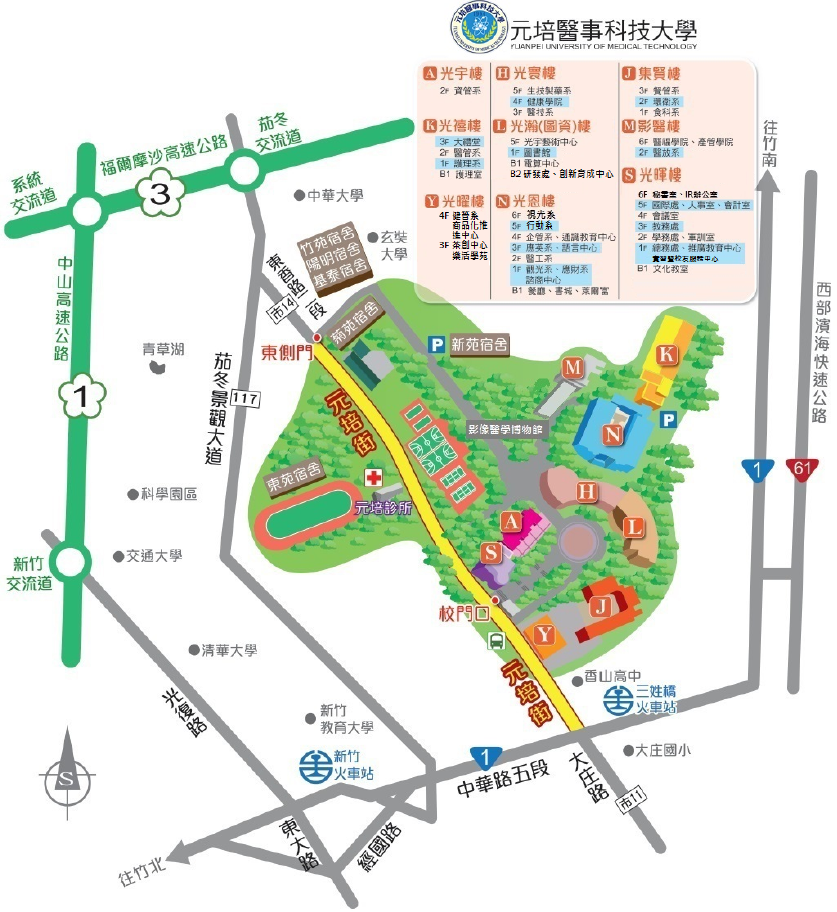 元培醫事科技大學
YUANPEI UNIVERSITY OF MEDICAL TECHNOLOGY
A 光宇樓
2F 資管系
H 光寰樓
5F 生技製藥系
4F 健康學院
3F 醫技系
J 集賢樓
3F 餐管系
2F 環衛系
1F 食科系
K 光禧樓
3F 大禮堂
2F 醫管系
1F 護理系
B1 護理室
L 光瀚(圖資)樓
5F 光宇藝術中心
1F 圖書館
B1 電算中心
B2 研發處、創新育成中心
M 影醫樓
6F 醫福學院、產管學院
2F 醫放系
Y 光曜樓
4F 健管系
商品化推
進中心
3F 茶創中心
樂活學苑
N 光恩樓
6F 視光系
5F 行動系
4F 企管系、通識教育中心
3F 應英系、語言中心
2F 醫工系
1F 觀光系、應財系
諮商中心
B1 餐廳、書城、萊爾富
S 光暉樓
6F 秘書室、IR辦公室
5F 國際處、人事室、會計室
4F 會議室
3F 教務處
2F 學務處、軍訓室
1F 總務處、推廣教育中心
實習暨校友服務中心
B1 文化教室
福爾摩沙高速公路
茄冬
交流道
系統
交流道
3
中華大學
竹苑宿舍
陽明宿舍
基泰宿舍
玄奘
大學
東香路二段
市14
菊苑宿舍
東側門
P
新苑宿舍
中山高速公路
1
青草湖
茄冬景觀大道
117
元培街
影像醫學博物館
M
K
N
P
H
L
A
S
J
Y
東苑宿舍
元培診所
科學園區
交通大學
新竹
交流道
校門口
元培街
清華大學
光復路
新竹
教育大學
新竹
火車站
香山高中
三姓橋
火車站
大庄國小
1
中華路五段
大庄路
市11
東大路
經國路
往竹北
往竹南
西部濱海快速公路
1
61
S